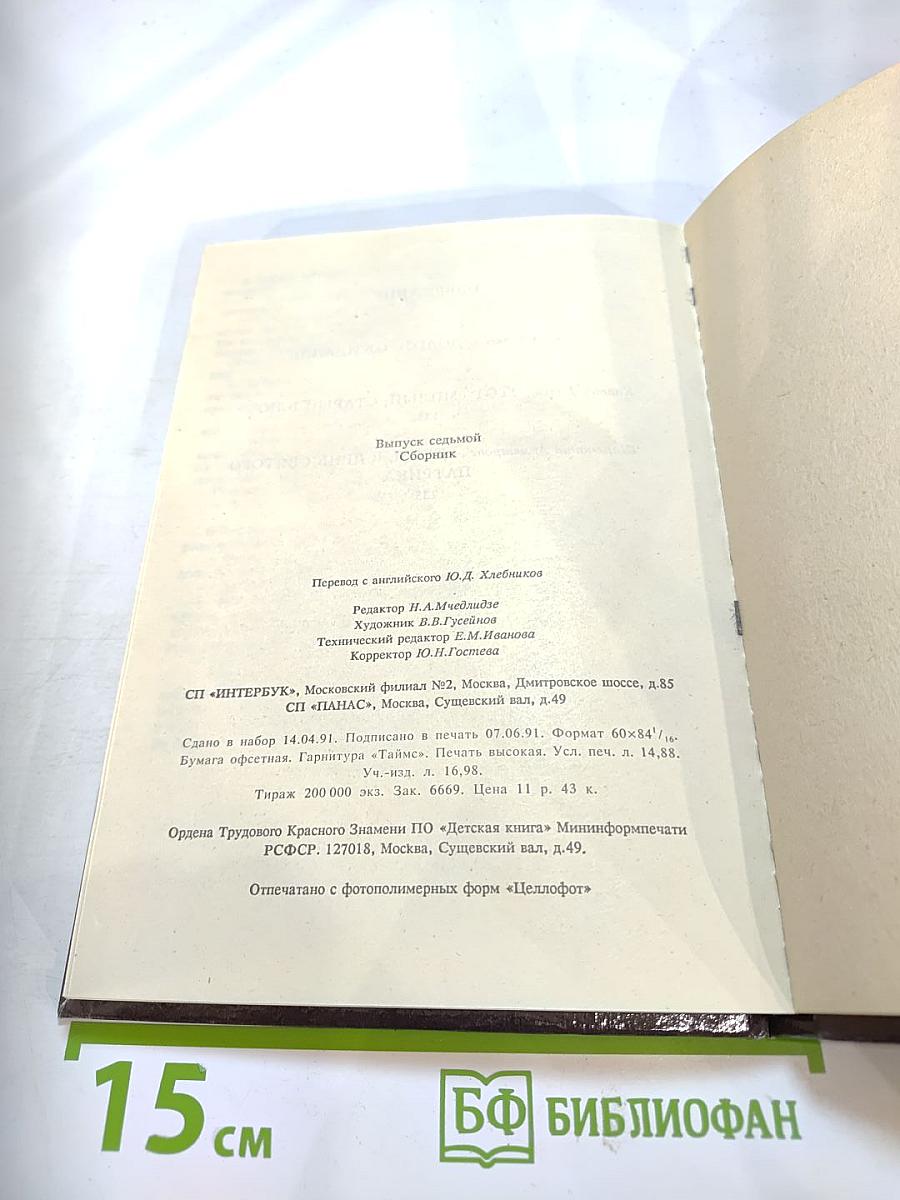 Выпуск седьмой
Сборник
Перевод с английского Ю.Д. Хлебников
Редактор Н.А.Мчедлидзе
Художник В.В.Гусейнов
Технический редактор Е.М.Иванова
Корректор Ю.Н.Гостева
СП «ИНТЕРБУК», Московский филиал №2, Москва, Дмитровское шоссе, д.85
СП «ПАНАС», Москва, Сущевский вал, д.49
Сдано в набор 14.04.91. Подписано в печать 07.06.91. Формат 60×84¹/₁₆.
Бумага офсетная. Гарнитура «Таймс». Печать высокая. Усл. печ. л. 14,88.
Уч.-изд. л. 16,98.
Тираж 200 000 экз. Зак. 6669. Цена 11 р. 43 к.
Ордена Трудового Красного Знамени ПО «Детская книга» Мининформпечати
РСФСР. 127018, Москва, Сущевский вал, д.49.
Отпечатано с фотополимерных форм «Целлофот»
15 см
БФ БИБЛИОФАН